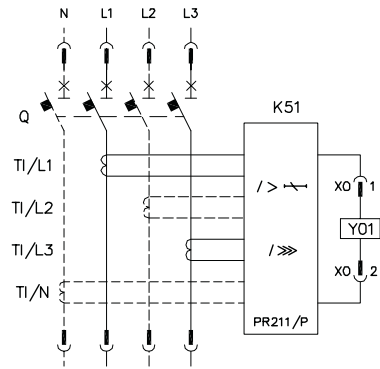 N L1 L2 L3
Q
K51
TI/L1
TI/L2
TI/L3
TI/N
/>
/>>>
PR211/P
X0 1
Y01
X0 2